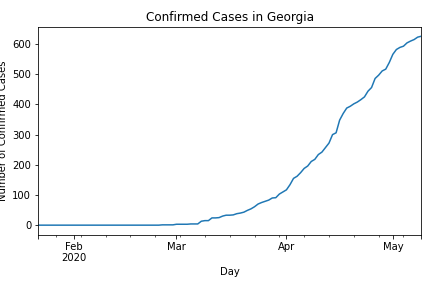 Confirmed Cases in Georgia
Number of Confirmed Cases
600
500
400
300
200
100
0
Feb
2020
Mar
Apr
May
Day